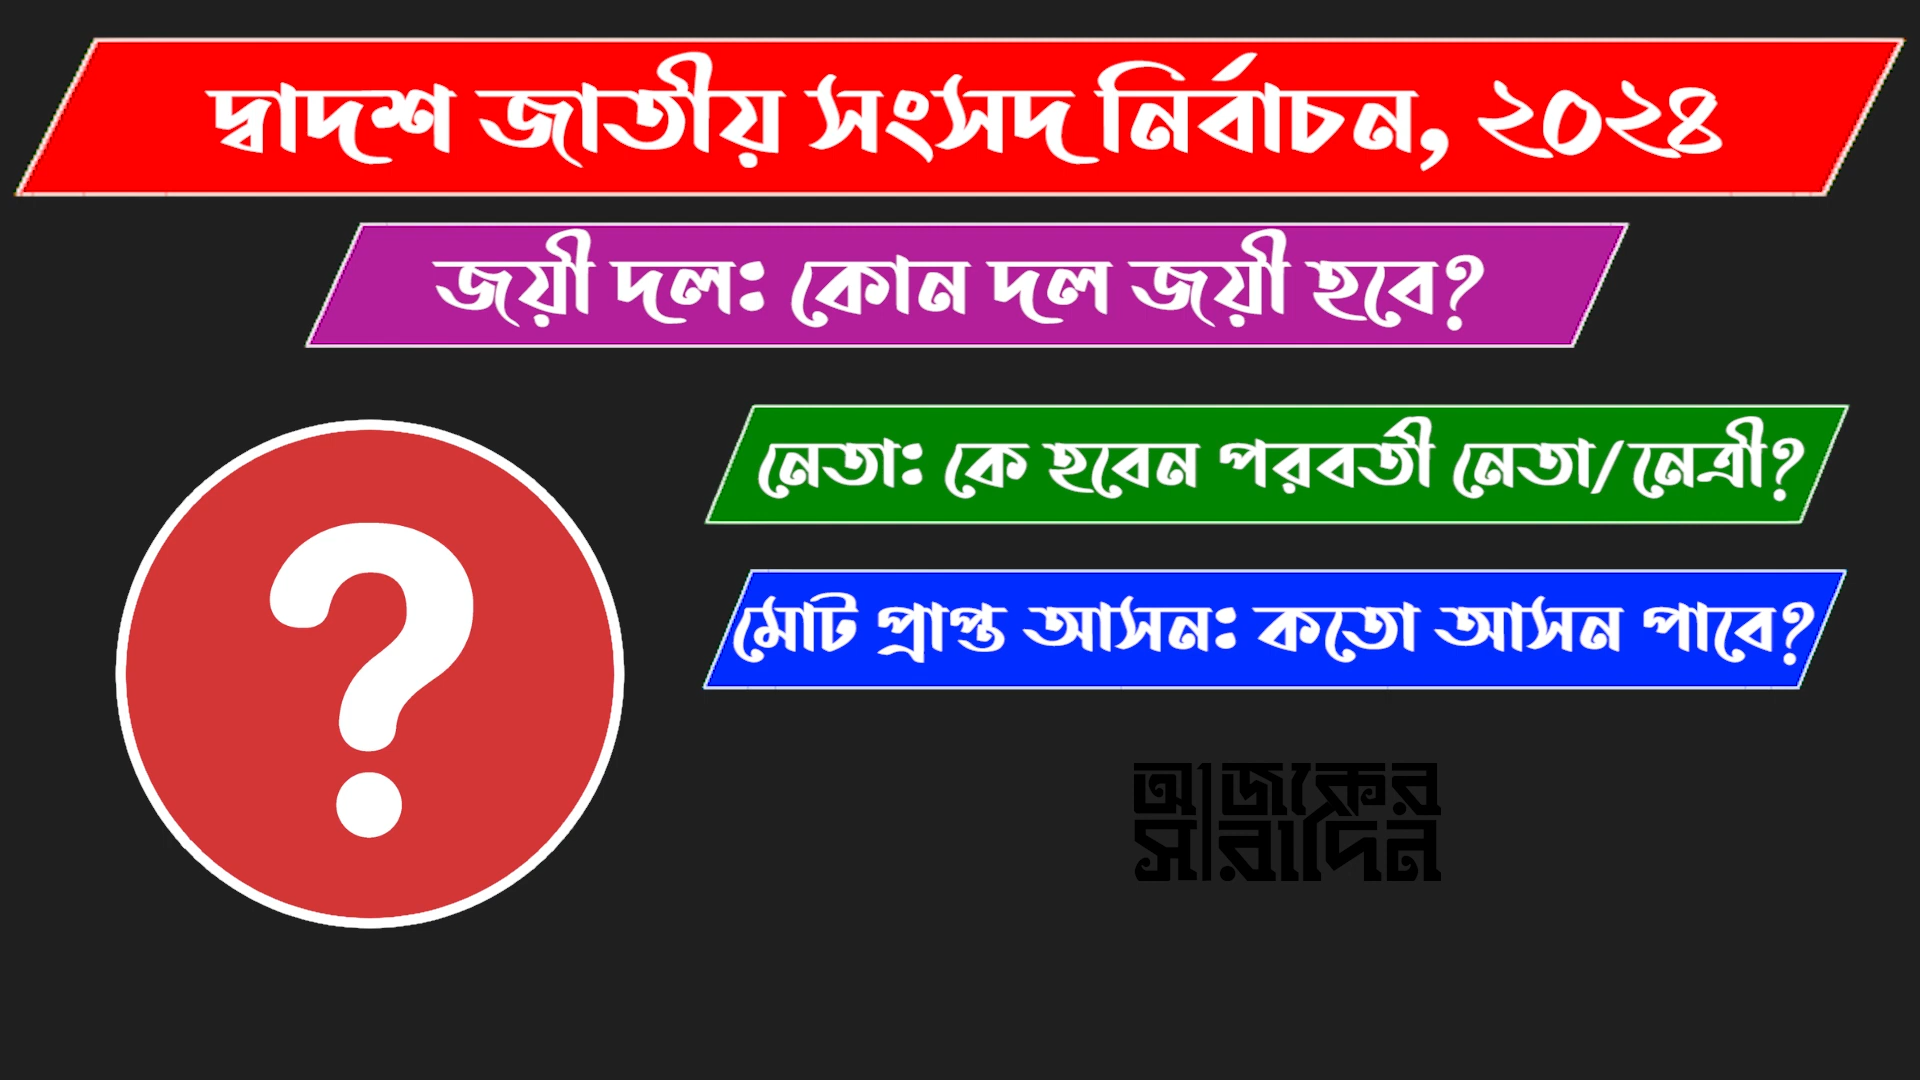 দ্বাদশ জাতীয় সংসদ নির্বাচন, ২০২৪
জয়ী দল: কোন দল জয়ী হবে?
নেতা: কে হবেন পরবর্তী নেতা/নেত্রী?
মোট প্রাপ্ত আসন: কতো আসন পাবে?
আজকের
সারাদিন